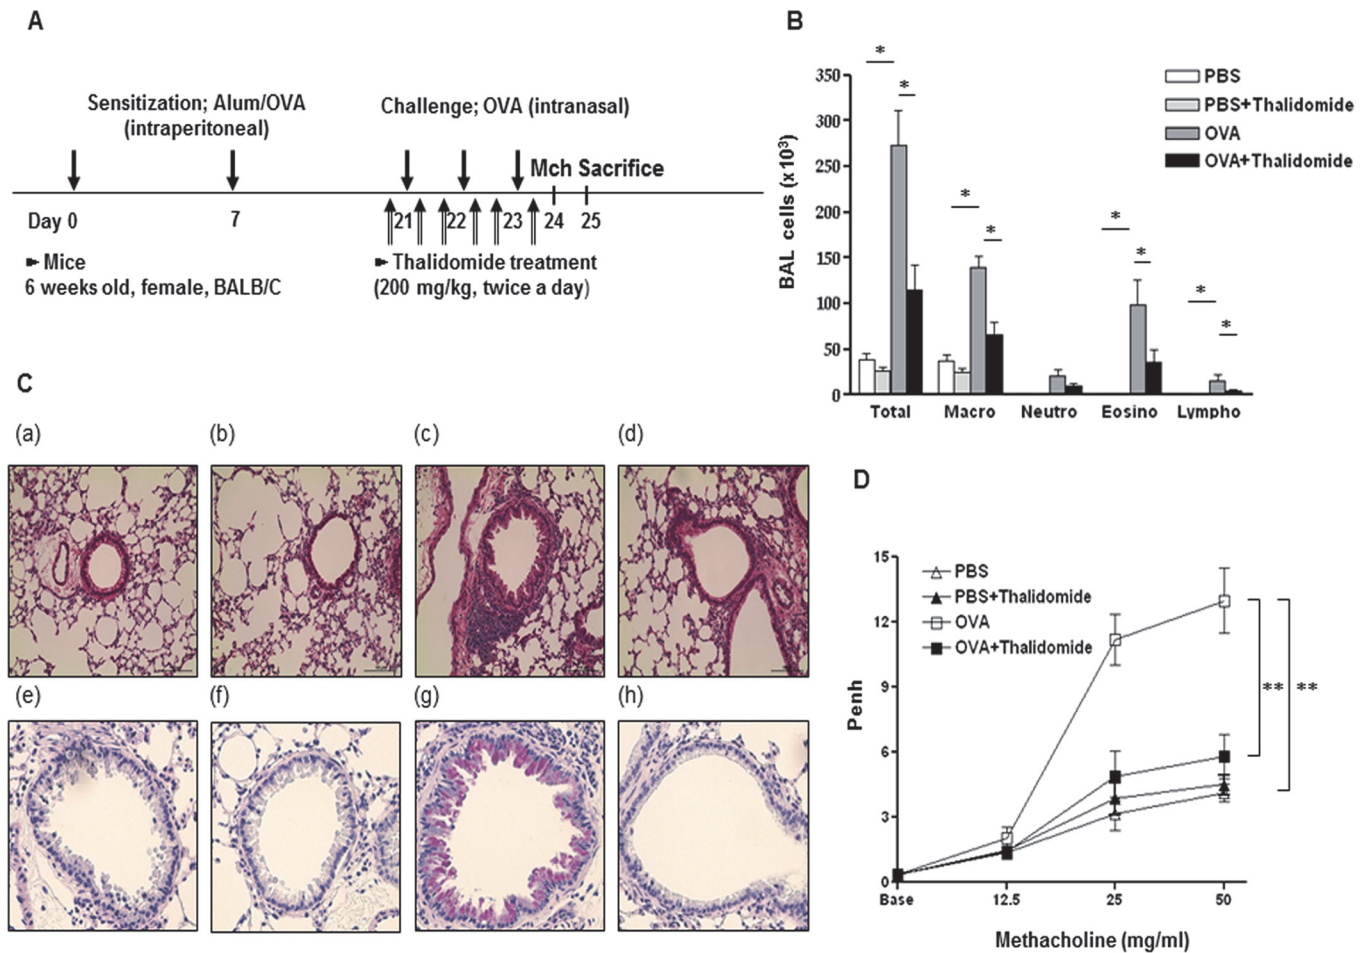 A
Sensitization; Alum/OVA
(intraperitoneal)
Challenge; OVA (intranasal)
Mch Sacrifice
Day 0
7
21
22
23
24
25
Mice
6 weeks old, female, BALB/C
Thalidomide treatment
(200 mg/kg, twice a day)
B
BAL cells (x 10³)
350
300
250
200
150
100
50
0
* * * * * * * *
PBS
PBS+Thalidomide
OVA
OVA+Thalidomide
Total Macro Neutro Eosino Lympho
C
(a) (b) (c) (d)
(e) (f) (g) (h)
D
Penh
15
12
9
6
3
0
PBS
PBS+Thalidomide
OVA
OVA+Thalidomide
** **
Base 12.5 25 50
Methacholine (mg/ml)